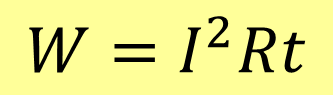 W = I²Rt